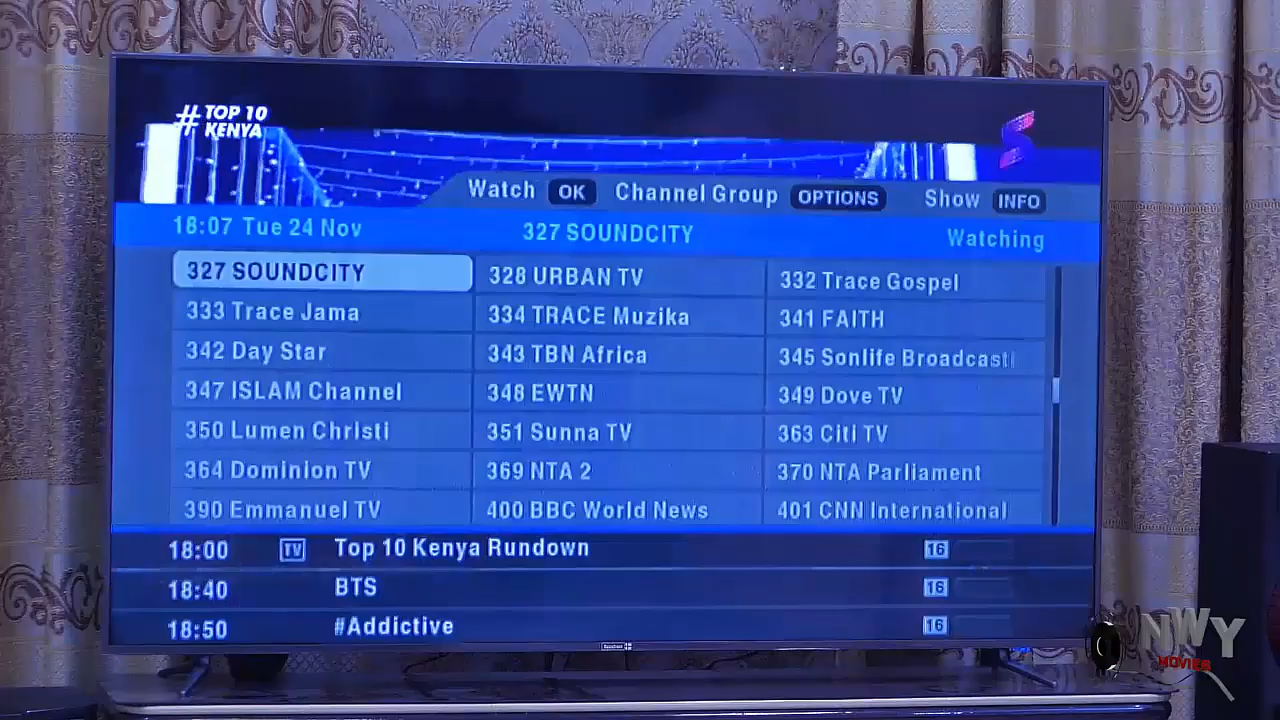 # TOP 10
KENYA
Watch OK Channel Group OPTIONS Show INFO
18:07 Tue 24 Nov 327 SOUNDCITY Watching
327 SOUNDCITY 328 URBAN TV 332 Trace Gospel
333 Trace Jama 334 TRACE Muzika 341 FAITH
342 Day Star 343 TBN Africa 345 Sonlife Broadcasti
347 ISLAM Channel 348 EWTN 349 Dove TV
350 Lumen Christi 351 Sunna TV 363 Citi TV
364 Dominion TV 369 NTA 2 370 NTA Parliament
390 Emmanuel TV 400 BBC World News 401 CNN International
18:00 TV Top 10 Kenya Rundown 16
18:40 BTS 16
18:50 #Addictive 16
NWY
MOVIES